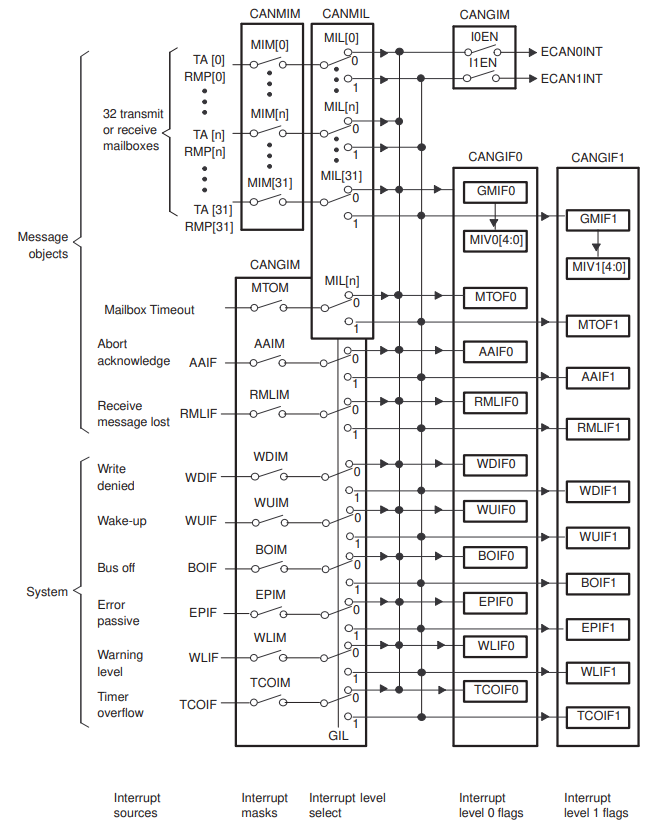 CANMIM
CANMIL
CANGIM
MIM[0]
MIL[0]
I0EN
TA [0]
0
ECAN0INT
RMP[0]
I1EN
1
ECAN1INT
32 transmit
or receive
mailboxes
MIM[n]
MIL[n]
TA [n]
0
RMP[n]
1
CANGIF0
CANGIF1
MIM[31]
MIL[31]
GMIF0
TA [31]
0
RMP[31]
1
GMIF1
MIV0[4:0]
Message
objects
CANGIM
MIV1[4:0]
MTOM
MIL[n]
Mailbox Timeout
0
MTOF0
1
MTOF1
Abort
acknowledge
AAIF
AAIM
0
AAIF0
1
AAIF1
Receive
message lost
RMLIF
RMLIM
0
RMLIF0
1
RMLIF1
Write
denied
WDIF
WDIM
0
WDIF0
1
WDIF1
Wake-up
WUIF
WUIM
0
WUIF0
1
WUIF1
Bus off
BOIF
BOIM
0
BOIF0
1
BOIF1
System
Error
passive
EPIF
EPIM
0
EPIF0
1
EPIF1
Warning
level
WLIF
WLIM
0
WLIF0
1
WLIF1
Timer
overflow
TCOIF
TCOIM
0
TCOIF0
1
TCOIF1
GIL
Interrupt
sources
Interrupt
masks
Interrupt level
select
Interrupt
level 0 flags
Interrupt
level 1 flags